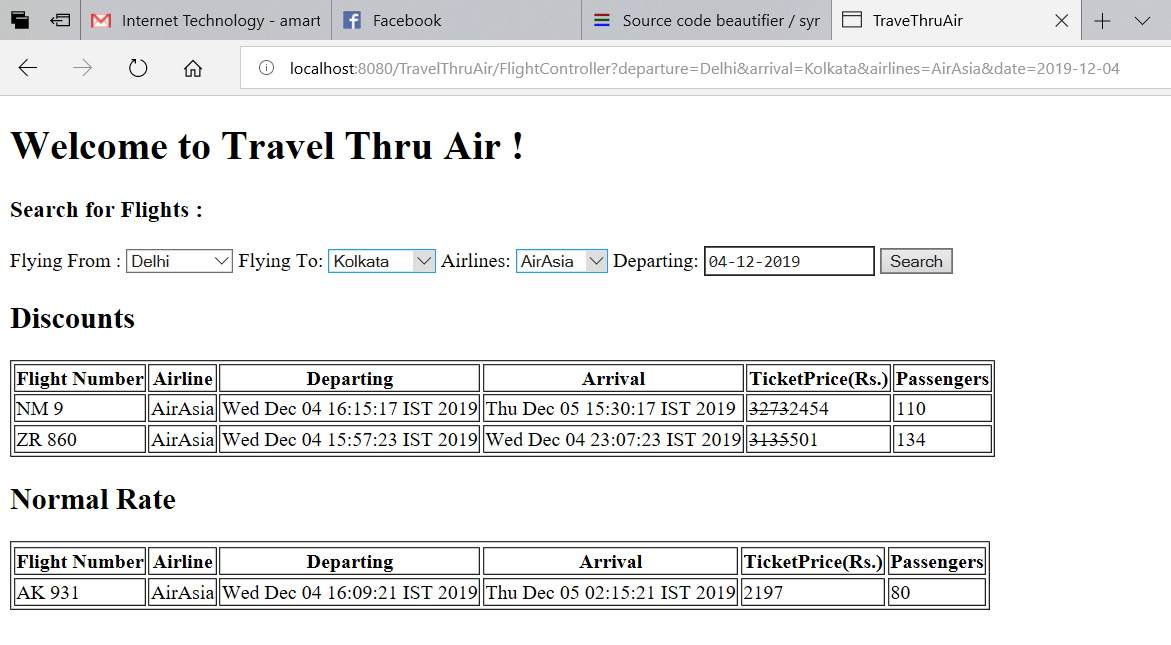 Internet Technology - amart Facebook Source code beautifier / syr TraveThruAir
localhost:8080/TravelThruAir/FlightController?departure=Delhi&arrival=Kolkata&airlines=AirAsia&date=2019-12-04
Welcome to Travel Thru Air !
Search for Flights :
Flying From : Delhi Flying To: Kolkata Airlines: AirAsia Departing: 04-12-2019 Search
Discounts
Flight Number Airline Departing Arrival TicketPrice(Rs.) Passengers
NM 9 AirAsia Wed Dec 04 16:15:17 IST 2019 Thu Dec 05 15:30:17 IST 2019 32732454 110
ZR 860 AirAsia Wed Dec 04 15:57:23 IST 2019 Wed Dec 04 23:07:23 IST 2019 3135501 134
Normal Rate
Flight Number Airline Departing Arrival TicketPrice(Rs.) Passengers
AK 931 AirAsia Wed Dec 04 16:09:21 IST 2019 Thu Dec 05 02:15:21 IST 2019 2197 80